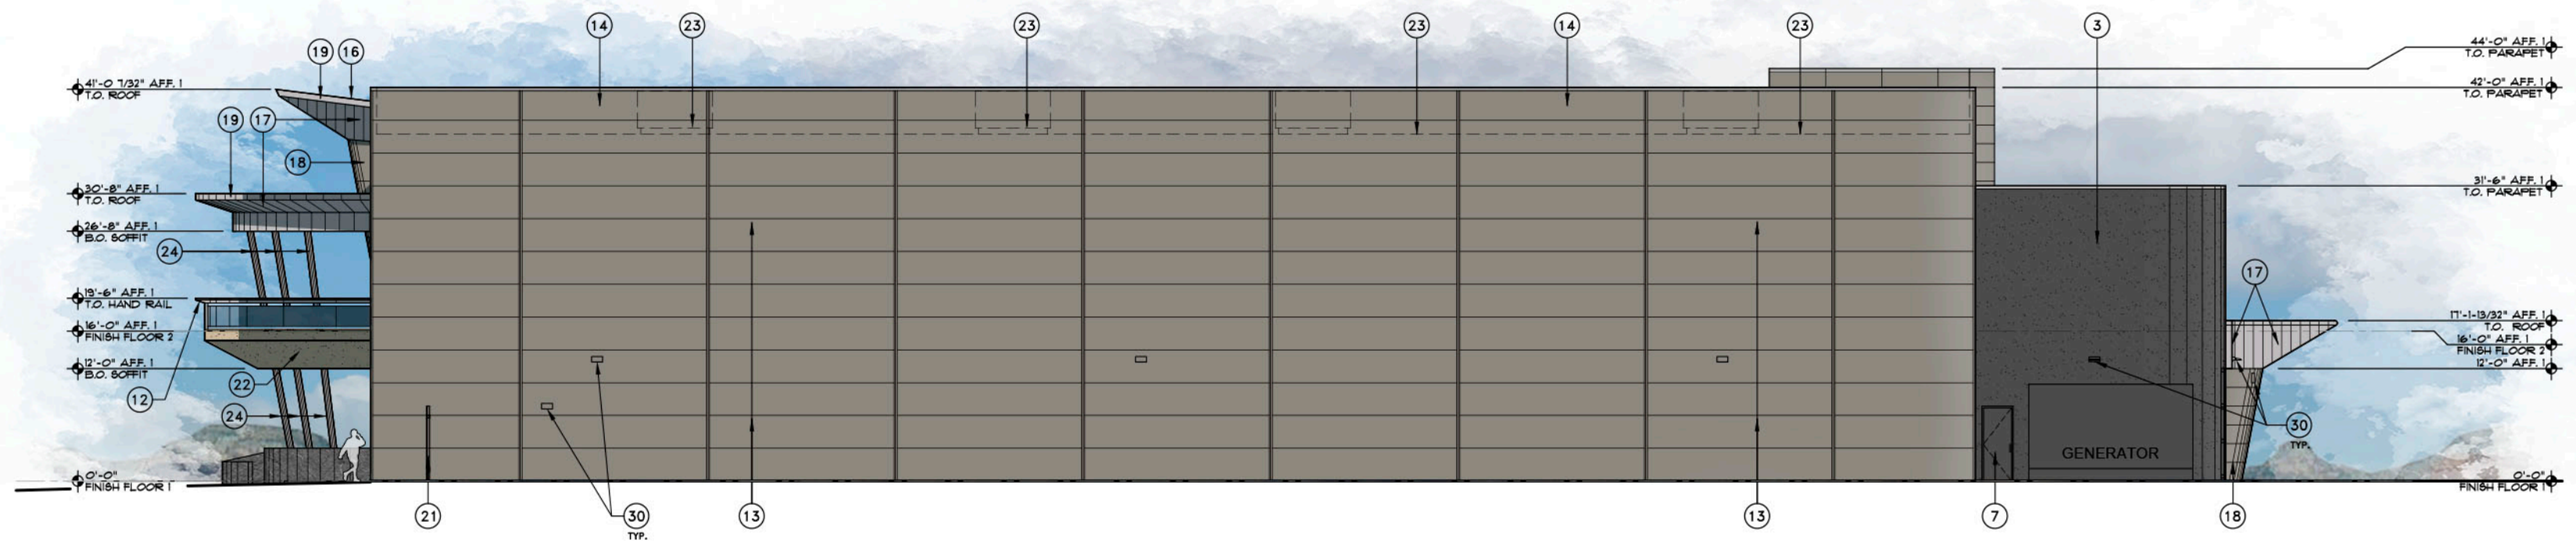 14
23
23
23
14
23
3
19
16
41'-0 7/32" AFF. 1
T.O. ROOF
19
17
18
30'-8" AFF. 1
T.O. ROOF
26'-8" AFF. 1
B.O. SOFFIT
24
19'-6" AFF. 1
T.O. HAND RAIL
16'-0" AFF. 1
FINISH FLOOR 2
12'-0" AFF. 1
B.O. SOFFIT
22
12
24
0'-0"
FINISH FLOOR 1
21
30
TYP.
13
13
7
18
GENERATOR
44'-0" AFF. 1
T.O. PARAPET
42'-0" AFF. 1
T.O. PARAPET
31'-6" AFF. 1
T.O. PARAPET
17
17'-1-13/32" AFF. 1
T.O. ROOF
16'-0" AFF. 1
FINISH FLOOR 2
12'-0" AFF. 1
30
TYP.
0'-0"
FINISH FLOOR 1